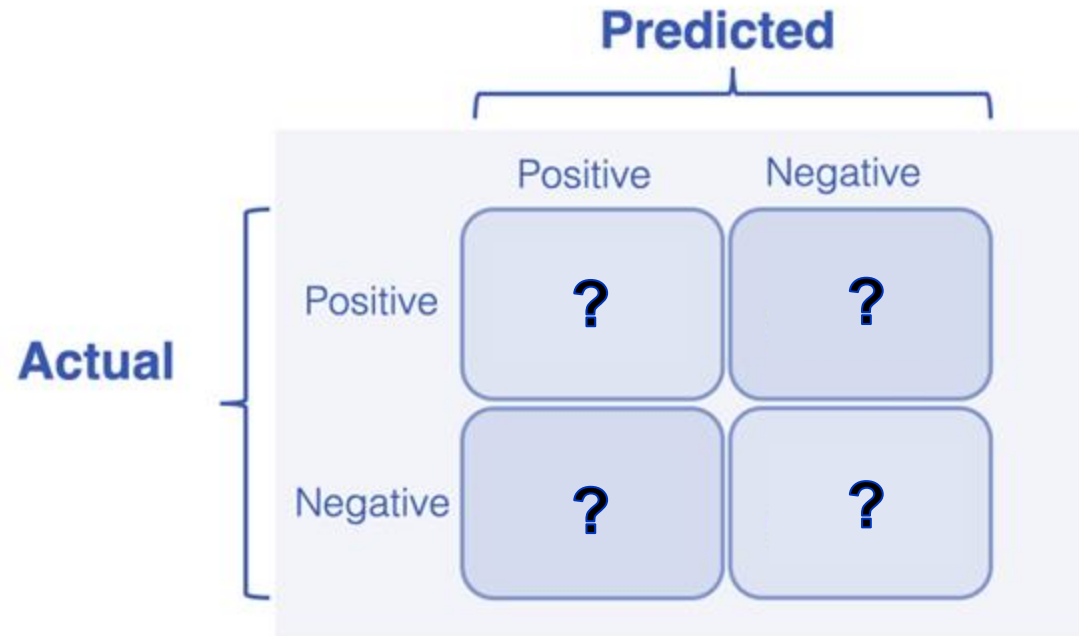 Predicted
Positive Negative
Positive ? ?
Actual
Negative ? ?